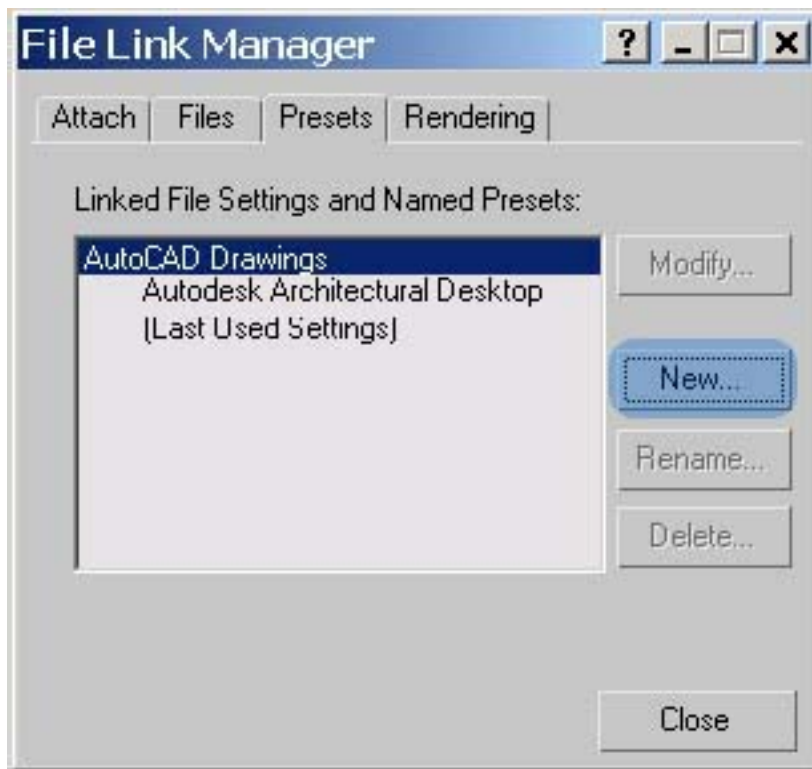 File Link Manager
?
Attach Files Presets Rendering
Linked File Settings and Named Presets:
AutoCAD Drawings
Autodesk Architectural Desktop
(Last Used Settings)
Modify...
New...
Rename...
Delete...
Close